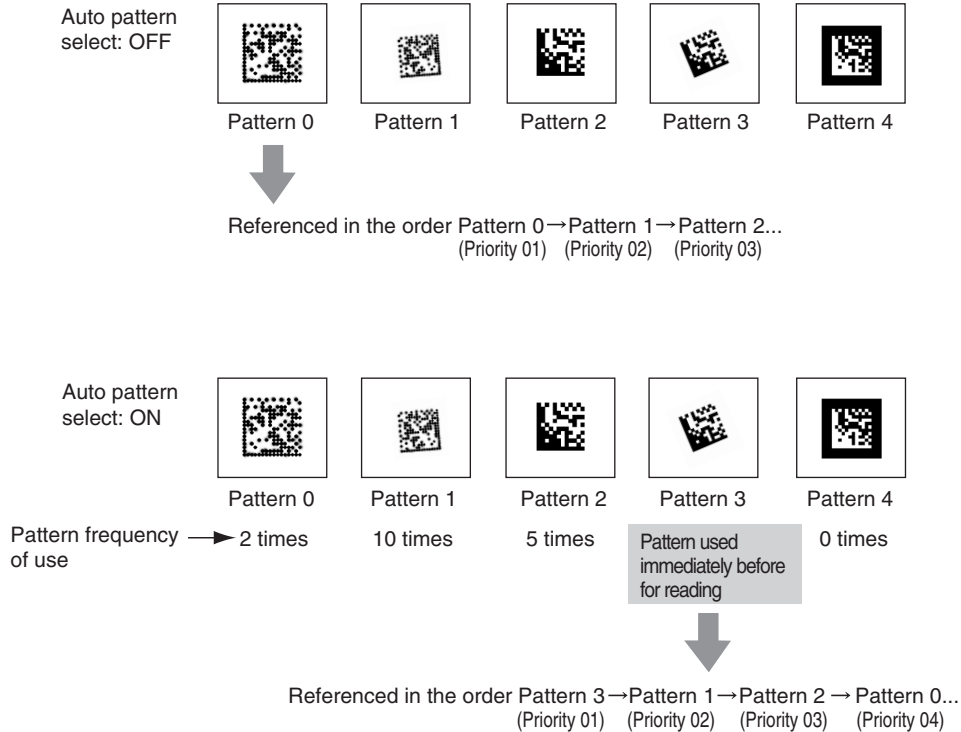 Auto pattern
select: OFF
Pattern 0 Pattern 1 Pattern 2 Pattern 3 Pattern 4
Referenced in the order Pattern 0→Pattern 1→Pattern 2...
(Priority 01) (Priority 02) (Priority 03)
Auto pattern
select: ON
Pattern 0 Pattern 1 Pattern 2 Pattern 3 Pattern 4
Pattern frequency
of use
2 times 10 times 5 times 0 times
Pattern used
immediately before
for reading
Referenced in the order Pattern 3→Pattern 1→Pattern 2→Pattern 0...
(Priority 01) (Priority 02) (Priority 03) (Priority 04)